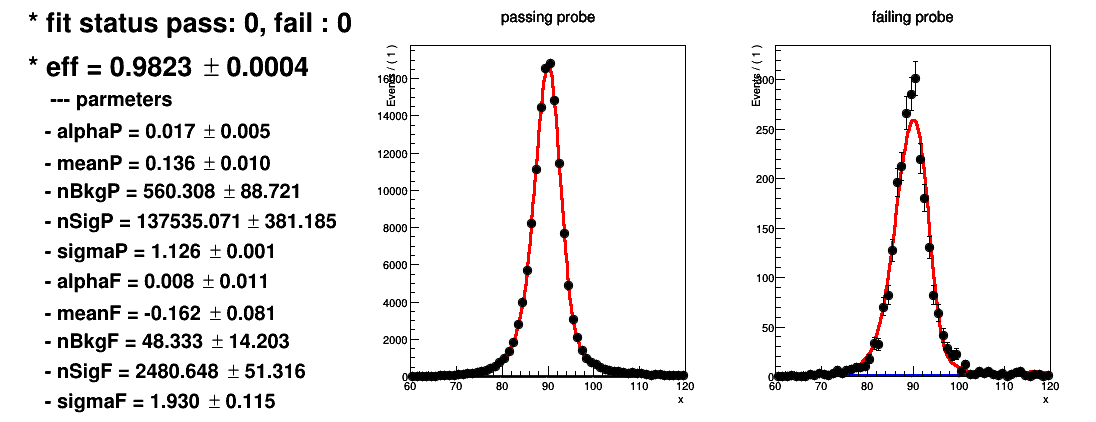 * fit status pass: 0, fail : 0
* eff = 0.9823 ± 0.0004
--- parmeters
- alphaP = 0.017 ± 0.005
- meanP = 0.136 ± 0.010
- nBkgP = 560.308 ± 88.721
- nSigP = 137535.071 ± 381.185
- sigmaP = 1.126 ± 0.001
- alphaF = 0.008 ± 0.011
- meanF = -0.162 ± 0.081
- nBkgF = 48.333 ± 14.203
- nSigF = 2480.648 ± 51.316
- sigmaF = 1.930 ± 0.115
passing probe
Events / ( 1 )
16000
14000
12000
10000
8000
6000
4000
2000
0
60 70 80 90 100 110 120
x
failing probe
Events / ( 1 )
300
250
200
150
100
50
0
60 70 80 90 100 110 120
x